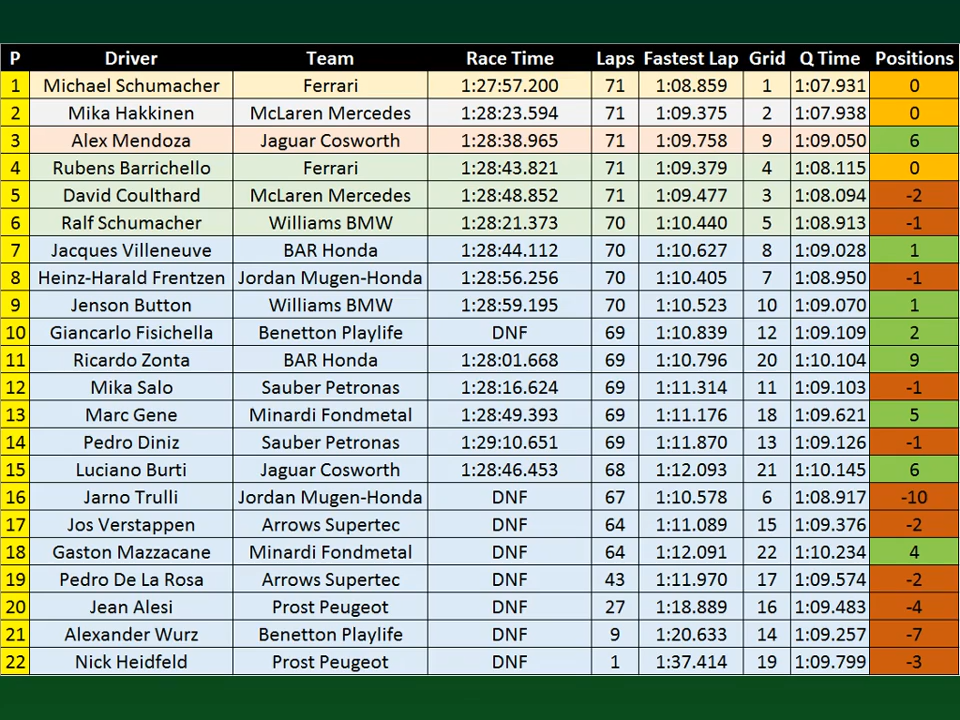 P Driver Team Race Time Laps Fastest Lap Grid Q Time Positions
1 Michael Schumacher Ferrari 1:27:57.200 71 1:08.859 1 1:07.931 0
2 Mika Hakkinen McLaren Mercedes 1:28:23.594 71 1:09.375 2 1:07.938 0
3 Alex Mendoza Jaguar Cosworth 1:28:38.965 71 1:09.758 9 1:09.050 6
4 Rubens Barrichello Ferrari 1:28:43.821 71 1:09.379 4 1:08.115 0
5 David Coulthard McLaren Mercedes 1:28:48.852 71 1:09.477 3 1:08.094 -2
6 Ralf Schumacher Williams BMW 1:28:21.373 70 1:10.440 5 1:08.913 -1
7 Jacques Villeneuve BAR Honda 1:28:44.112 70 1:10.627 8 1:09.028 1
8 Heinz-Harald Frentzen Jordan Mugen-Honda 1:28:56.256 70 1:10.405 7 1:08.950 -1
9 Jenson Button Williams BMW 1:28:59.195 70 1:10.523 10 1:09.070 1
10 Giancarlo Fisichella Benetton Playlife DNF 69 1:10.839 12 1:09.109 2
11 Ricardo Zonta BAR Honda 1:28:01.668 69 1:10.796 20 1:10.104 9
12 Mika Salo Sauber Petronas 1:28:16.624 69 1:11.314 11 1:09.103 -1
13 Marc Gene Minardi Fondmetal 1:28:49.393 69 1:11.176 18 1:09.621 5
14 Pedro Diniz Sauber Petronas 1:29:10.651 69 1:11.870 13 1:09.126 -1
15 Luciano Burti Jaguar Cosworth 1:28:46.453 68 1:12.093 21 1:10.145 6
16 Jarno Trulli Jordan Mugen-Honda DNF 67 1:10.578 6 1:08.917 -10
17 Jos Verstappen Arrows Supertec DNF 64 1:11.089 15 1:09.376 -2
18 Gaston Mazzacane Minardi Fondmetal DNF 64 1:12.091 22 1:10.234 4
19 Pedro De La Rosa Arrows Supertec DNF 43 1:11.970 17 1:09.574 -2
20 Jean Alesi Prost Peugeot DNF 27 1:18.889 16 1:09.483 -4
21 Alexander Wurz Benetton Playlife DNF 9 1:20.633 14 1:09.257 -7
22 Nick Heidfeld Prost Peugeot DNF 1 1:37.414 19 1:09.799 -3